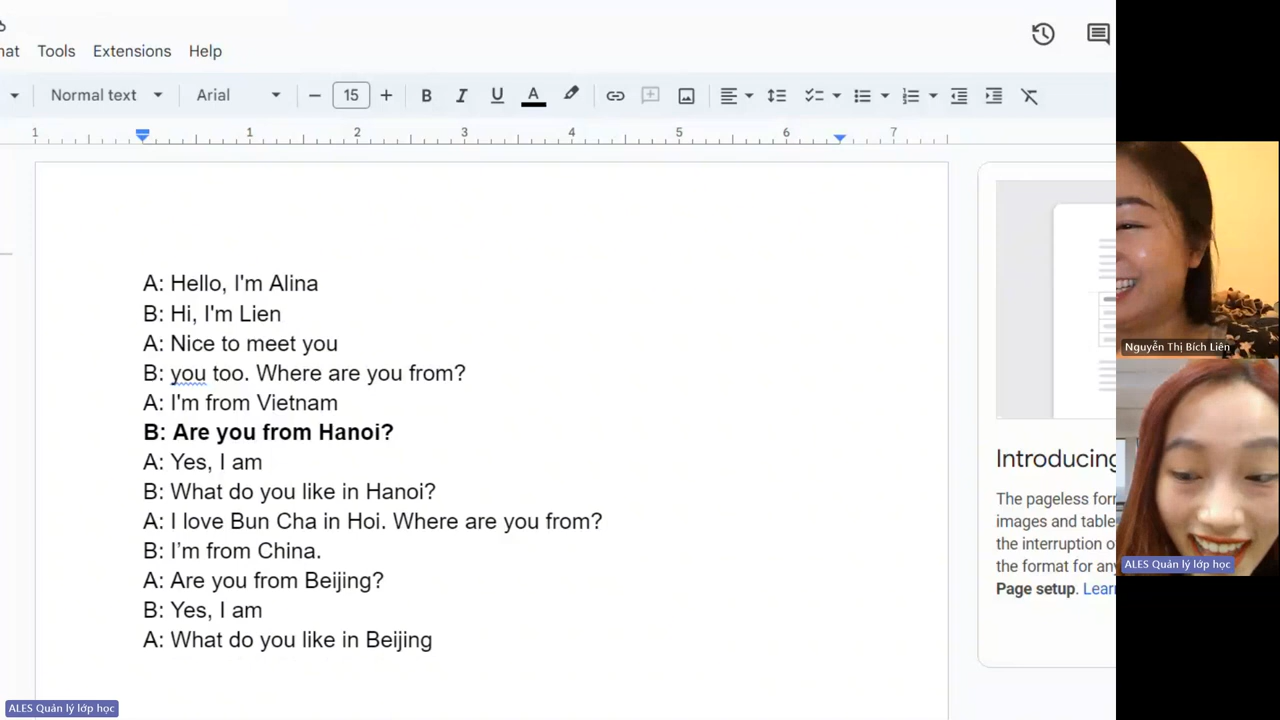 mat Tools Extensions Help
Normal text Arial 15 B I U A
1 1 2 3 4 5 6 7
A: Hello, I'm Alina
B: Hi, I'm Lien
A: Nice to meet you
B: you too. Where are you from?
A: I'm from Vietnam
B: Are you from Hanoi?
A: Yes, I am
B: What do you like in Hanoi?
A: I love Bun Cha in Hoi. Where are you from?
B: I’m from China.
A: Are you from Beijing?
B: Yes, I am
A: What do you like in Beijing
Introducing
The pageless for
images and table
the interruption o
the format for any
Page setup. Lear
Nguyễn Thị Bích Liên
ALES Quản lý lớp học
ALES Quản lý lớp học